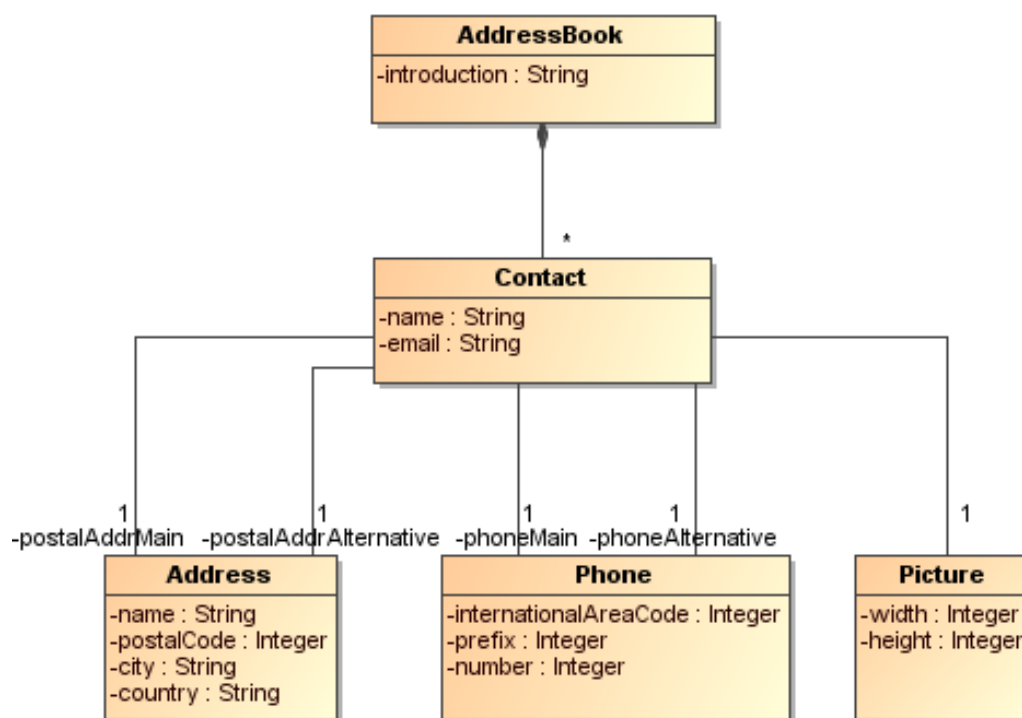 AddressBook
-introduction : String
*
Contact
-name : String
-email : String
1 1 1 1 1
-postalAddrMain -postalAddrAlternative -phoneMain -phoneAlternative
Address
-name : String
-postalCode : Integer
-city : String
-country : String
Phone
-internationalAreaCode : Integer
-prefix : Integer
-number : Integer
Picture
-width : Integer
-height : Integer